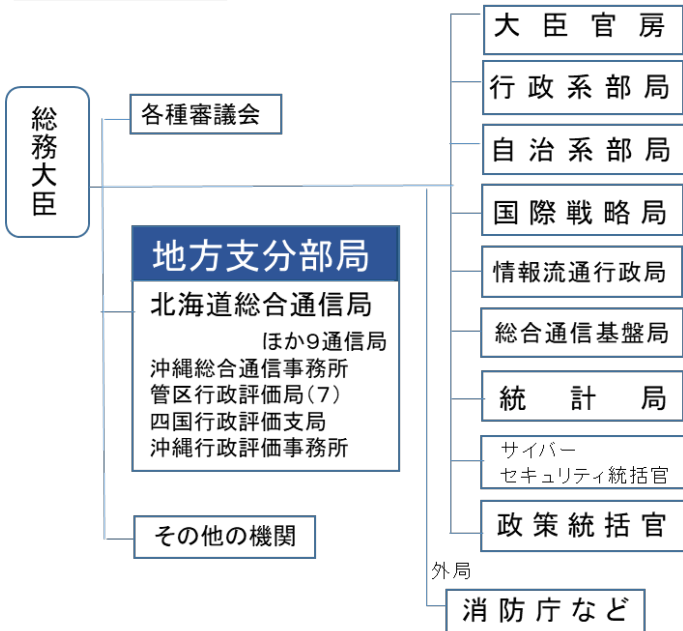 総務大臣
各種審議会
地方支分部局
北海道総合通信局
ほか9通信局
沖縄総合通信事務所
管区行政評価局(7)
四国行政評価支局
沖縄行政評価事務所
その他の機関
大臣官房
行政系部局
自治系部局
国際戦略局
情報流通行政局
総合通信基盤局
統計局
サイバー
セキュリティ統括官
政策統括官
外局
消防庁など